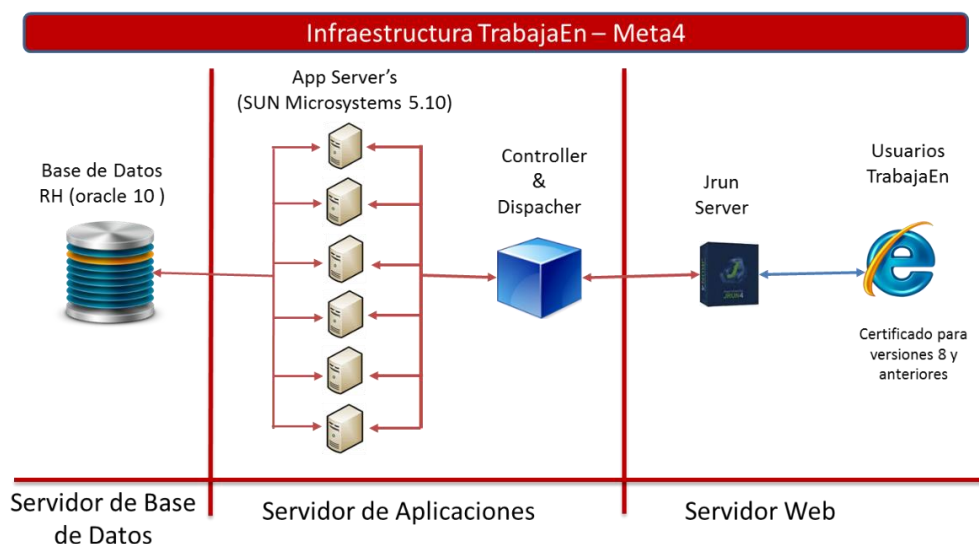 Infraestructura TrabajaEn – Meta4
App Server's
(SUN Microsystems 5.10)
Base de Datos
RH (oracle 10 )
Controller
&
Dispacher
Jrun
Server
Usuarios
TrabajaEn
JRUN4
Certificado para
versiones 8 y
anteriores
Servidor de Base
de Datos
Servidor de Aplicaciones
Servidor Web